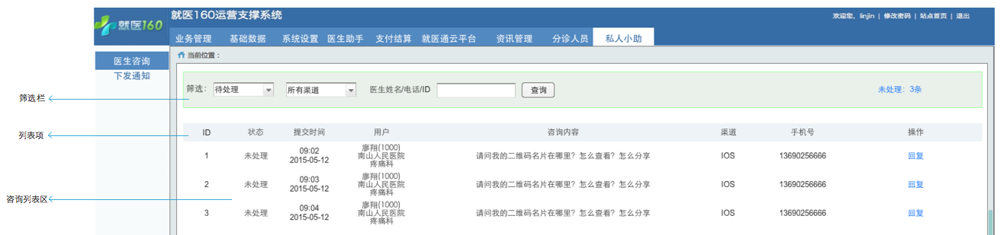 就医160
就医160运营支撑系统
欢迎您，linjin | 修改密码 | 站点首页 | 退出
业务管理 基础数据 系统设置 医生助手 支付结算 就医通云平台 资讯管理 分诊人员 私人小助
医生咨询
下发通知
当前位置：
筛选栏
列表项
咨询列表区
筛选： 待处理 所有渠道 医生姓名/电话/ID 查询 未处理：3条
ID 状态 提交时间 用户 咨询内容 渠道 手机号 操作
1 未处理 09:02 2015-05-12 廖翔(1000) 南山人民医院 疼痛科 请问我的二维码名片在哪里？怎么查看？怎么分享 IOS 13690256666 回复
2 未处理 09:03 2015-05-12 廖翔(1000) 南山人民医院 疼痛科 请问我的二维码名片在哪里？怎么查看？怎么分享 IOS 13690256666 回复
3 未处理 09:04 2015-05-12 廖翔(1000) 南山人民医院 疼痛科 请问我的二维码名片在哪里？怎么查看？怎么分享 IOS 13690256666 回复